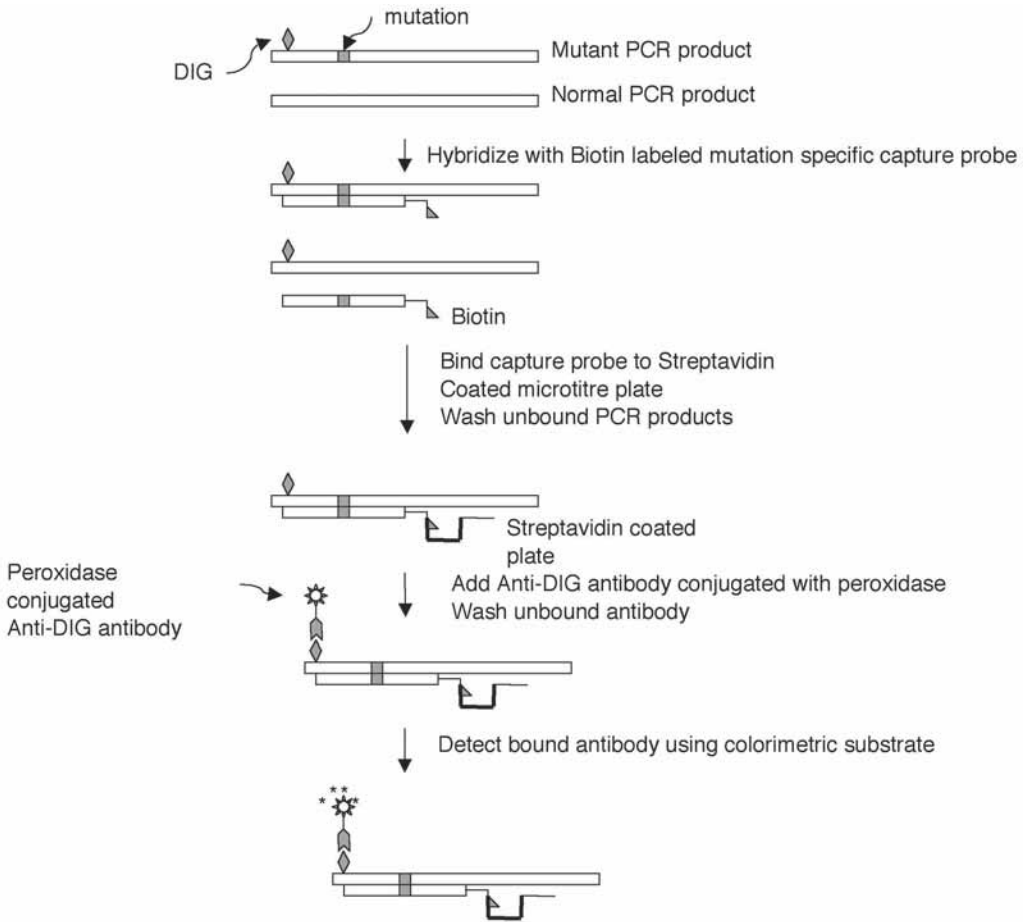 mutation
DIG
Mutant PCR product
Normal PCR product
Hybridize with Biotin labeled mutation specific capture probe
Biotin
Bind capture probe to Streptavidin
Coated microtitre plate
Wash unbound PCR products
Streptavidin coated
plate
Peroxidase
conjugated
Anti-DIG antibody
Add Anti-DIG antibody conjugated with peroxidase
Wash unbound antibody
Detect bound antibody using colorimetric substrate